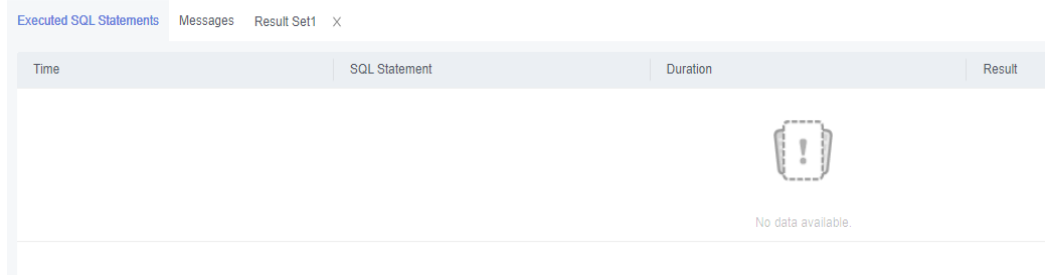 Executed SQL Statements Messages Result Set1 X
Time SQL Statement Duration Result
No data available.